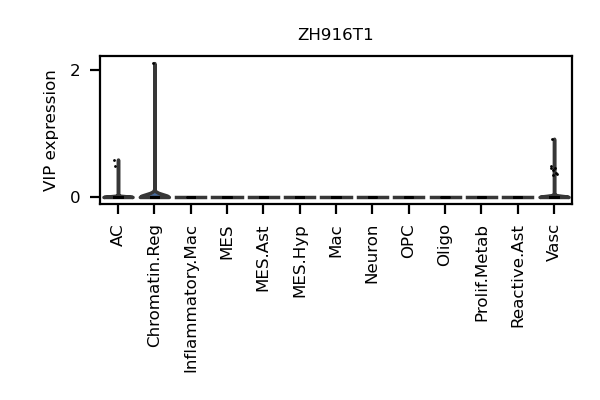 ZH916T1
VIP expression
2
0
AC
Chromatin.Reg
Inflammatory.Mac
MES
MES.Ast
MES.Hyp
Mac
Neuron
OPC
Oligo
Prolif.Metab
Reactive.Ast
Vasc